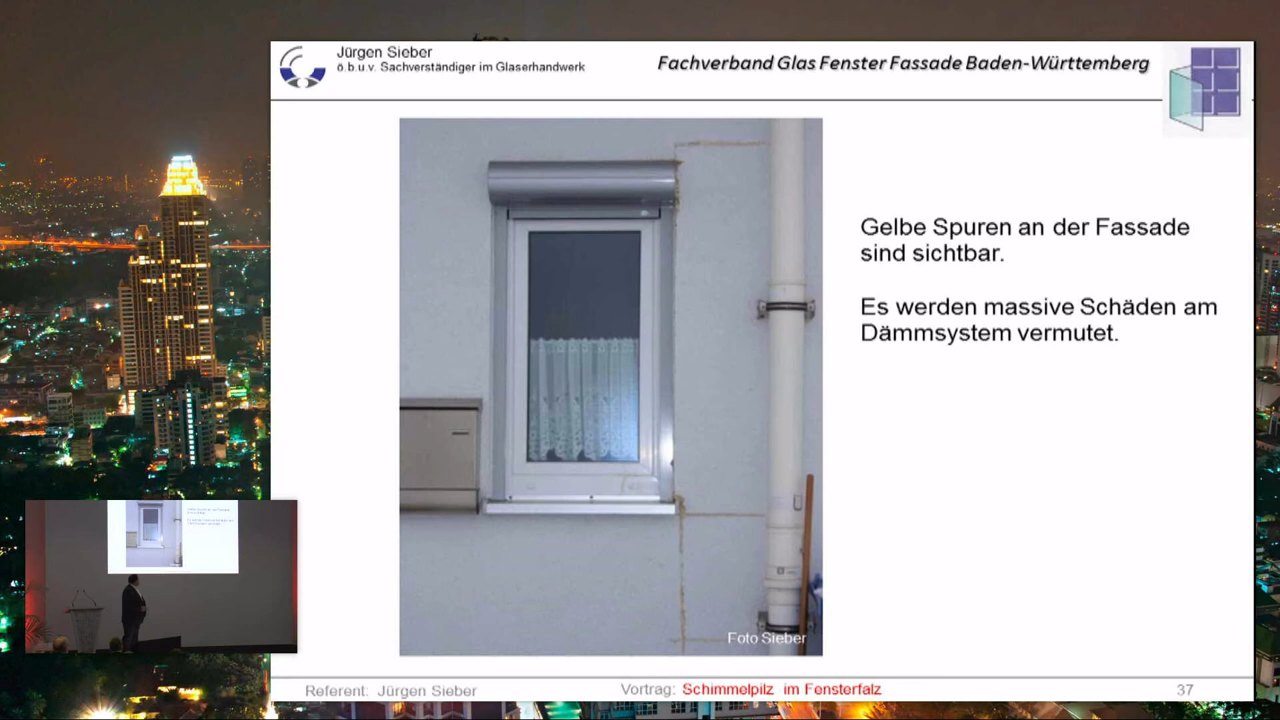 Jürgen Sieber
ö.b.u.v. Sachverständiger im Glaserhandwerk
Fachverband Glas Fenster Fassade Baden-Württemberg
Gelbe Spuren an der Fassade
sind sichtbar.
Es werden massive Schäden am
Dämmsystem vermutet.
Foto Sieber
Referent: Jürgen Sieber
Vortrag: Schimmelpilz im Fensterfalz
37